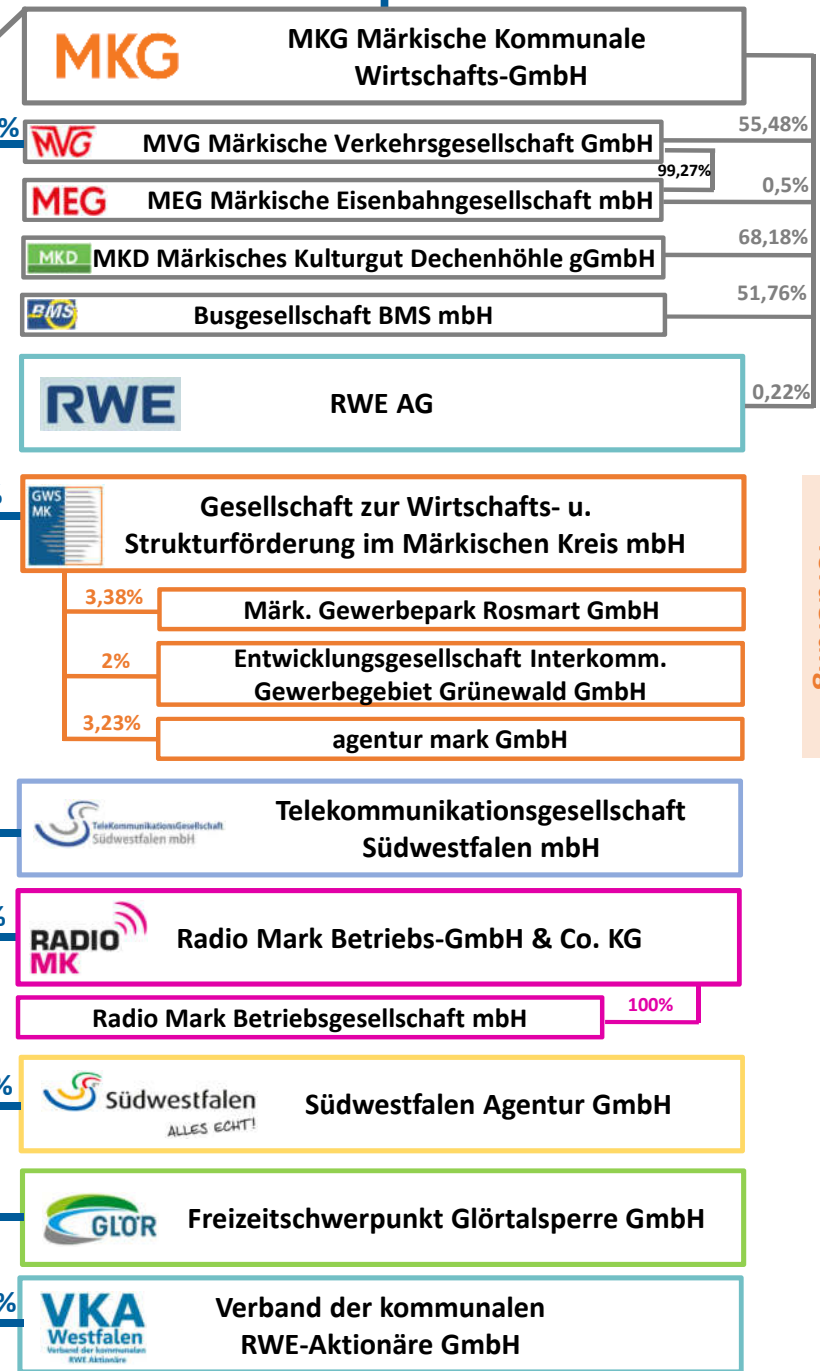 MKG
MKG Märkische Kommunale
Wirtschafts-GmbH
%
MVG
MVG Märkische Verkehrsgesellschaft GmbH
55,48%
99,27%
MEG
MEG Märkische Eisenbahngesellschaft mbH
0,5%
MKD
MKD Märkisches Kulturgut Dechenhöhle gGmbH
68,18%
BMS
Busgesellschaft BMS mbH
51,76%
RWE
RWE AG
0,22%
GWS
MK
Gesellschaft zur Wirtschafts- u.
Strukturförderung im Märkischen Kreis mbH
3,38%
Märk. Gewerbepark Rosmart GmbH
2%
Entwicklungsgesellschaft Interkomm.
Gewerbegebiet Grünewald GmbH
3,23%
agentur mark GmbH
TeleKommunikationsGesellschaft
Südwestfalen mbH
Telekommunikationsgesellschaft
Südwestfalen mbH
%
RADIO
MK
Radio Mark Betriebs-GmbH & Co. KG
Radio Mark Betriebsgesellschaft mbH
100%
%
Südwestfalen
ALLES ECHT!
Südwestfalen Agentur GmbH
GLÖR
Freizeitschwerpunkt Glörtalsperre GmbH
%
VKA
Westfalen
Verband der kommunalen
RWE Aktionäre
Verband der kommunalen
RWE-Aktionäre GmbH